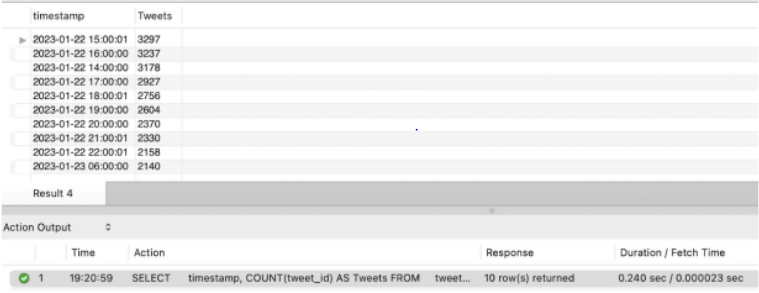 timestamp Tweets
2023-01-22 15:00:01 3297
2023-01-22 16:00:00 3237
2023-01-22 14:00:00 3178
2023-01-22 17:00:00 2927
2023-01-22 18:00:01 2756
2023-01-22 19:00:00 2604
2023-01-22 20:00:00 2370
2023-01-22 21:00:01 2330
2023-01-22 22:00:01 2158
2023-01-23 06:00:00 2140
Result 4
Action Output
Time Action Response Duration / Fetch Time
1 19:20:59 SELECT timestamp, COUNT(tweet_id) AS Tweets FROM tweet... 10 row(s) returned 0.240 sec / 0.000023 sec